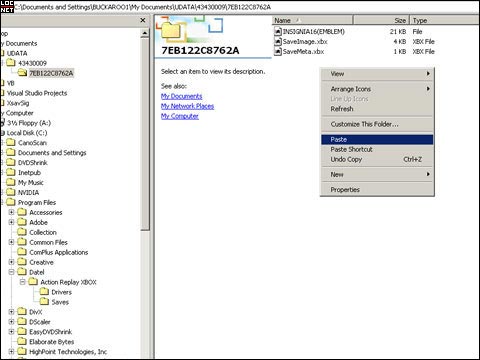 LOC
NET
C:\Documents and Settings\BUCKAROO1\My Documents\UDATA\43430009\7EB122C8762A
op
y Documents
UDATA
43430009
7EB122C8762A
VB
Visual Studio Projects
XsavSig
y Computer
3½ Floppy (A:)
Local Disk (C:)
CanoScan
Documents and Settings
DVDShrink
Inetpub
My Music
NVIDIA
Program Files
Accessories
Adobe
Collection
Common Files
ComPlus Applications
Creative
Datel
Action Replay XBOX
Drivers
Saves
DivX
DScaler
EasyDVDShrink
Elaborate Bytes
HighPoint Technologies, Inc
7EB122C8762A
Select an item to view its description.
See also:
My Documents
My Network Places
My Computer
Name Size Type
INSIGNIA16(EMBLEM) 21 KB File
SaveImage.xbx 4 KB XBX File
SaveMeta.xbx 1 KB XBX File
View
Arrange Icons
Line Up Icons
Refresh
Customize This Folder...
Paste
Paste Shortcut
Undo Copy Ctrl+Z
New
Properties